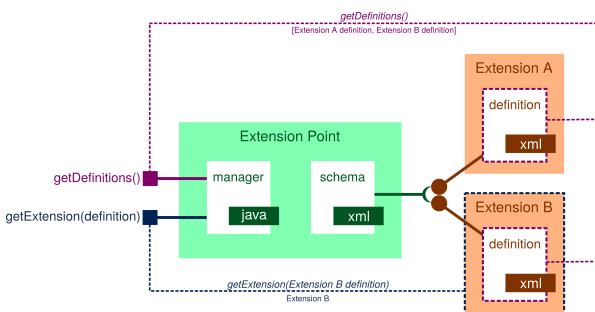 getDefinitions()
[Extension A definition, Extension B definition]
Extension A
definition
xml
Extension Point
manager
schema
java
xml
getDefinitions()
getExtension(definition)
Extension B
definition
xml
getExtension(Extension B definition)
Extension B